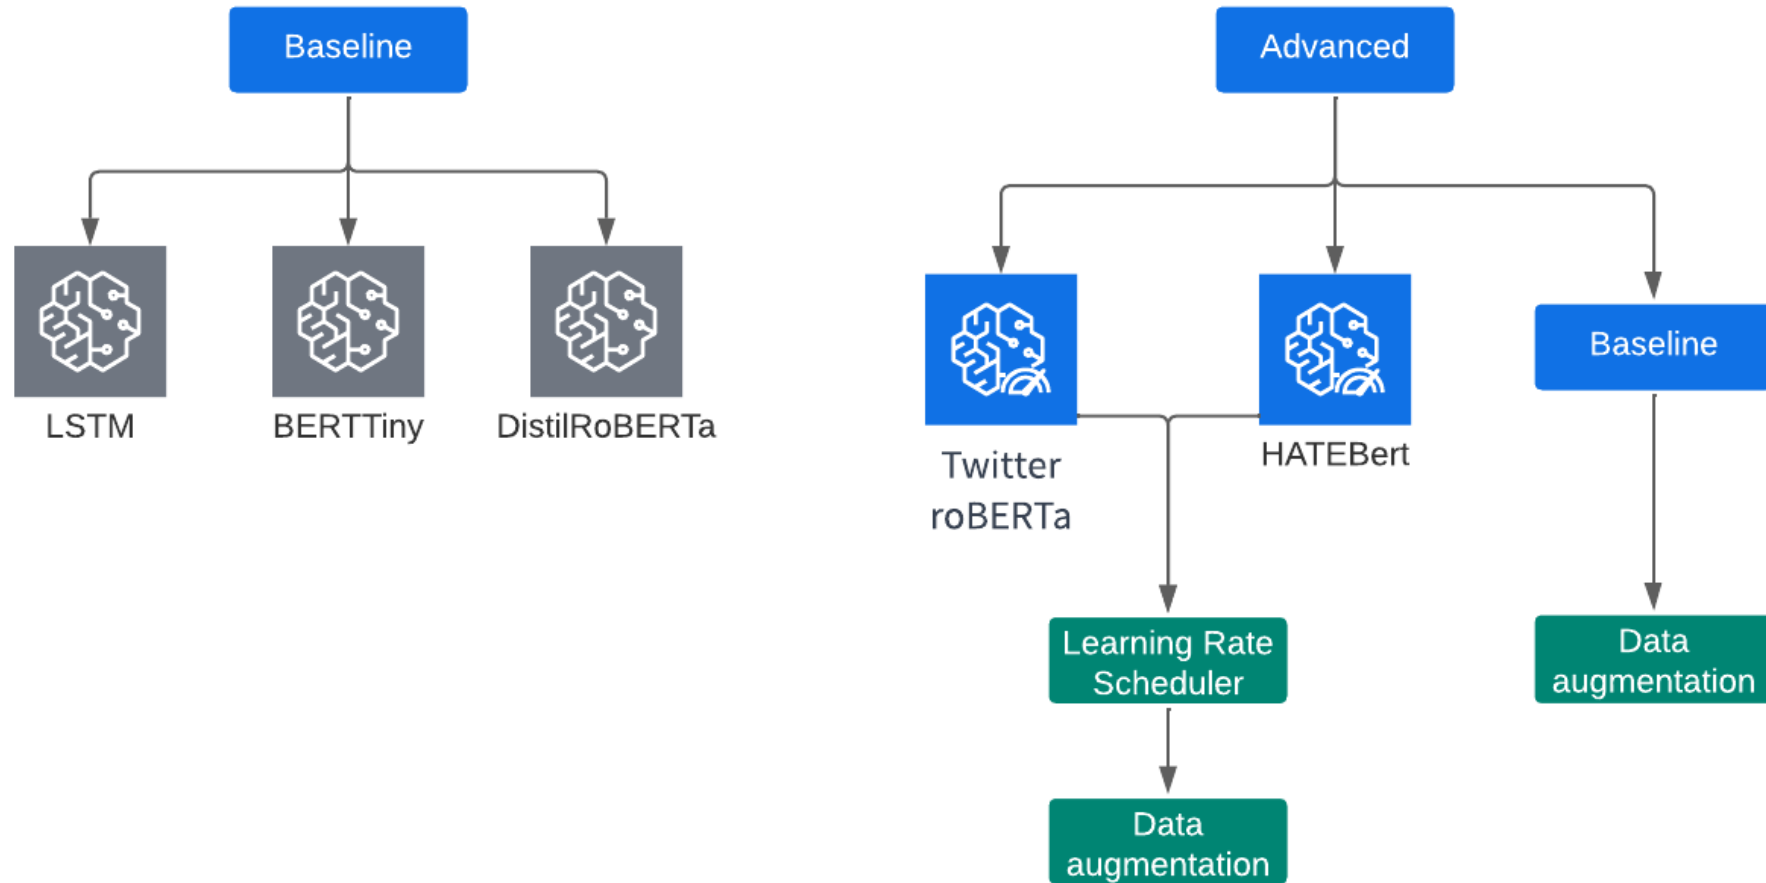 Baseline
Advanced
LSTM
BERTTiny
DistilRoBERTa
Twitter
roBERTa
HATEBert
Baseline
Learning Rate
Scheduler
Data
augmentation
Data
augmentation